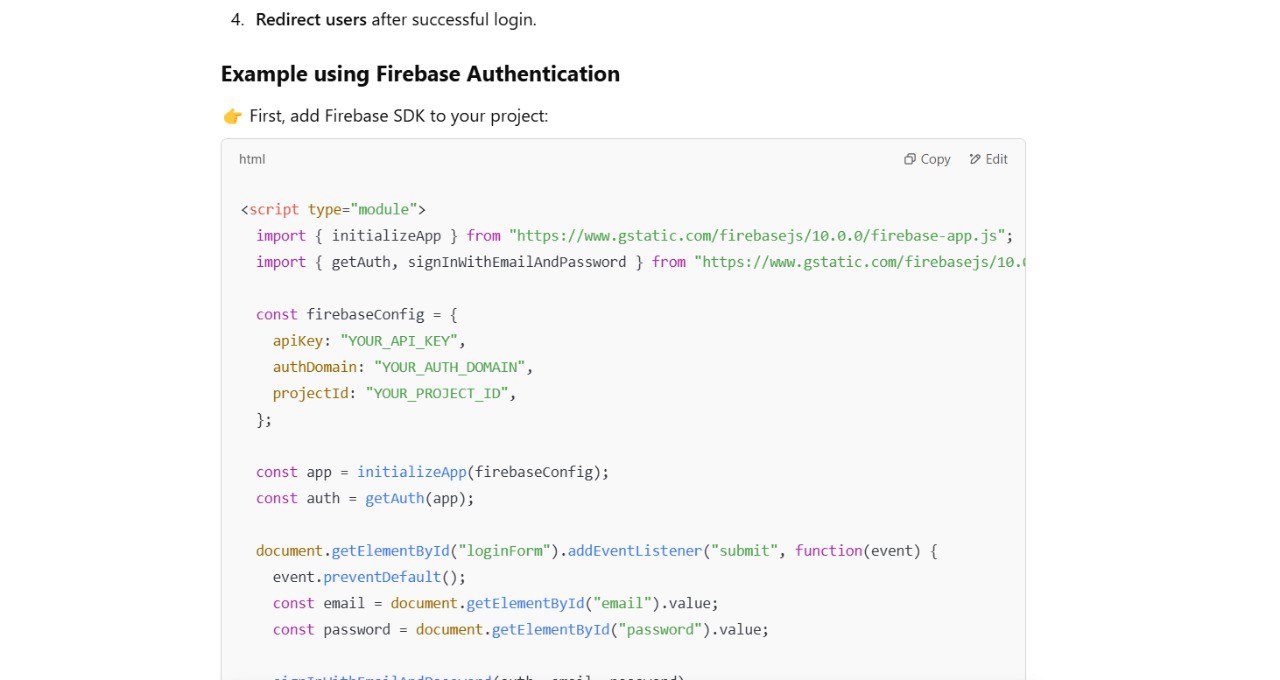 4. Redirect users after successful login.
Example using Firebase Authentication
👉 First, add Firebase SDK to your project:
html Copy Edit
<script type="module">
import { initializeApp } from "https://www.gstatic.com/firebasejs/10.0.0/firebase-app.js";
import { getAuth, signInWithEmailAndPassword } from "https://www.gstatic.com/firebasejs/10.
const firebaseConfig = {
apiKey: "YOUR_API_KEY",
authDomain: "YOUR_AUTH_DOMAIN",
projectId: "YOUR_PROJECT_ID",
};
const app = initializeApp(firebaseConfig);
const auth = getAuth(app);
document.getElementById("loginForm").addEventListener("submit", function(event) {
event.preventDefault();
const email = document.getElementById("email").value;
const password = document.getElementById("password").value;
signInWithEmailAndPassword(auth, email, password)